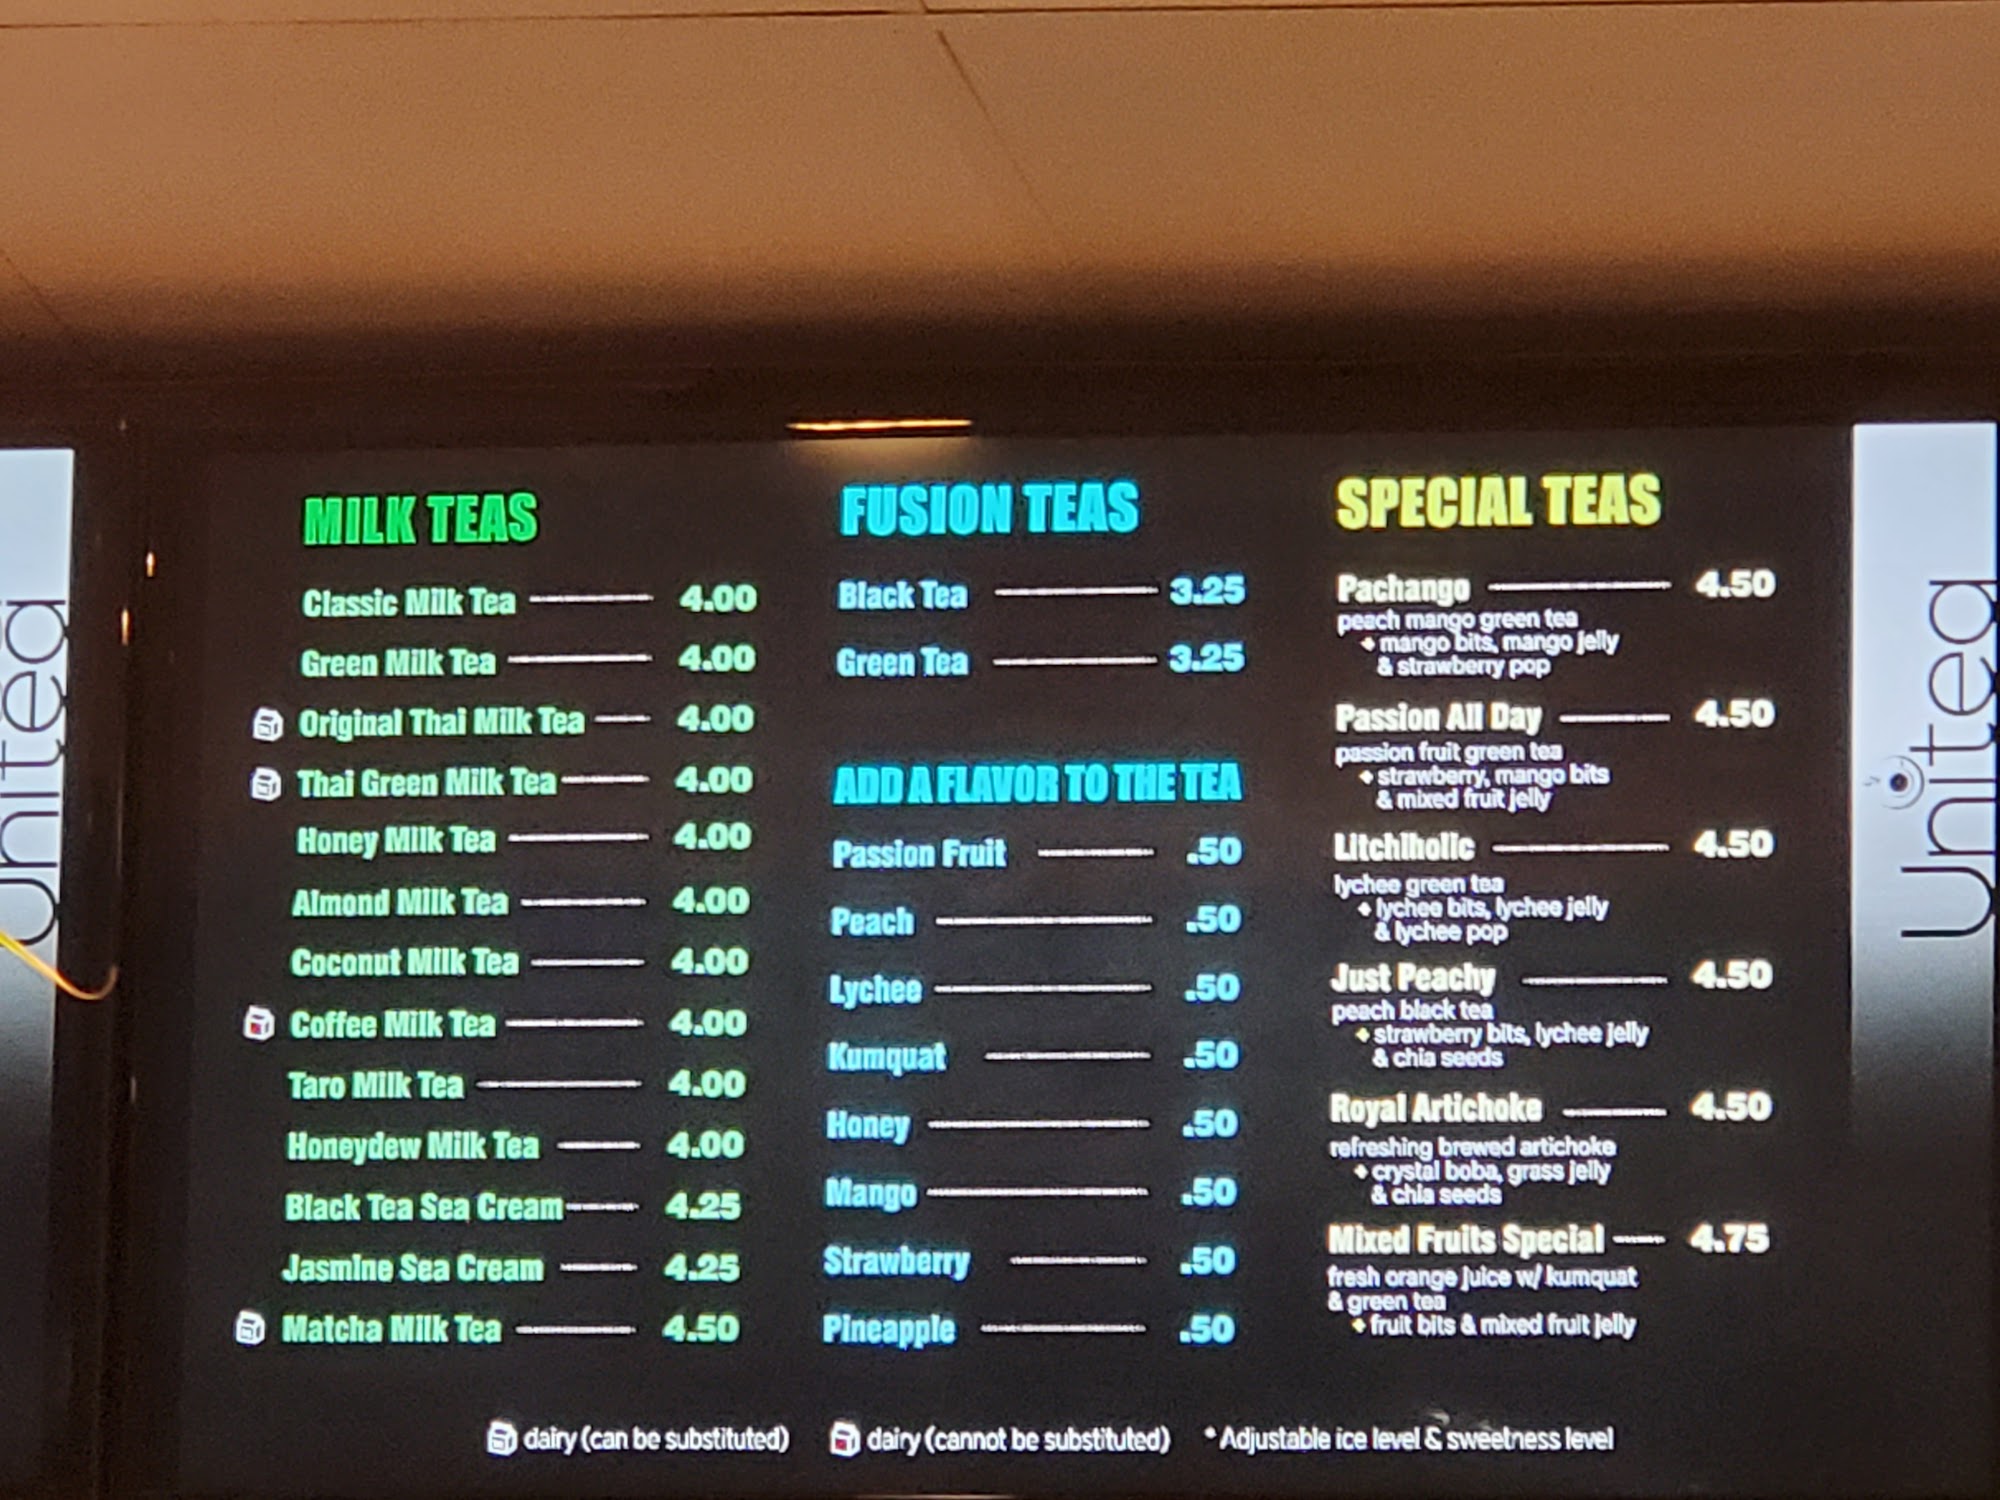 MILK TEAS
Classic Milk Tea 4.00
Green Milk Tea 4.00
Original Thai Milk Tea 4.00
Thai Green Milk Tea 4.00
Honey Milk Tea 4.00
Almond Milk Tea 4.00
Coconut Milk Tea 4.00
Coffee Milk Tea 4.00
Taro Milk Tea 4.00
Honeydew Milk Tea 4.00
Black Tea Sea Cream 4.25
Jasmine Sea Cream 4.25
Matcha Milk Tea 4.50
FUSION TEAS
Black Tea 3.25
Green Tea 3.25
ADD A FLAVOR TO THE TEA
Passion Fruit .50
Peach .50
Lychee .50
Kumquat .50
Honey .50
Mango .50
Strawberry .50
Pineapple .50
SPECIAL TEAS
Pachango 4.50
peach mango green tea
+ mango bits, mango jelly
& strawberry pop
Passion All Day 4.50
passion fruit green tea
+ strawberry, mango bits
& mixed fruit jelly
Litchiholic 4.50
lychee green tea
+ lychee bits, lychee jelly
& lychee pop
Just Peachy 4.50
peach black tea
+ strawberry bits, lychee jelly
& chia seeds
Royal Artichoke 4.50
refreshing brewed artichoke
+ crystal boba, grass jelly
& chia seeds
Mixed Fruits Special 4.75
fresh orange juice w/ kumquat
& green tea
+ fruit bits & mixed fruit jelly
dairy (can be substituted) dairy (cannot be substituted) * Adjustable ice level & sweetness level
Unitea
Unitea